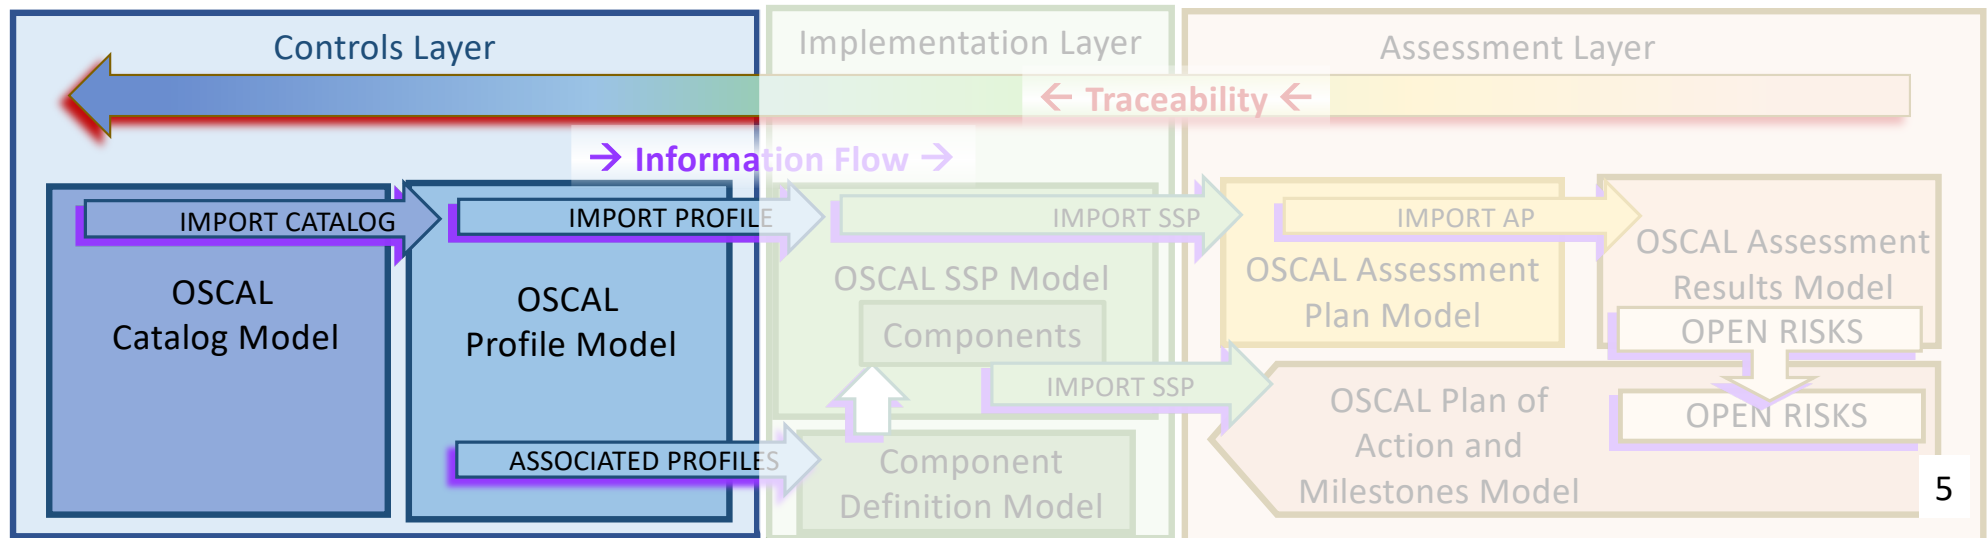 Controls Layer
Implementation Layer
Assessment Layer
← Traceability ←
→ Information Flow →
IMPORT CATALOG
IMPORT PROFILE
IMPORT SSP
IMPORT AP
OSCAL
Catalog Model
OSCAL
Profile Model
OSCAL SSP Model
Components
OSCAL Assessment
Plan Model
OSCAL Assessment
Results Model
OPEN RISKS
IMPORT SSP
OSCAL Plan of
Action and
Milestones Model
OPEN RISKS
ASSOCIATED PROFILES
Component
Definition Model
5